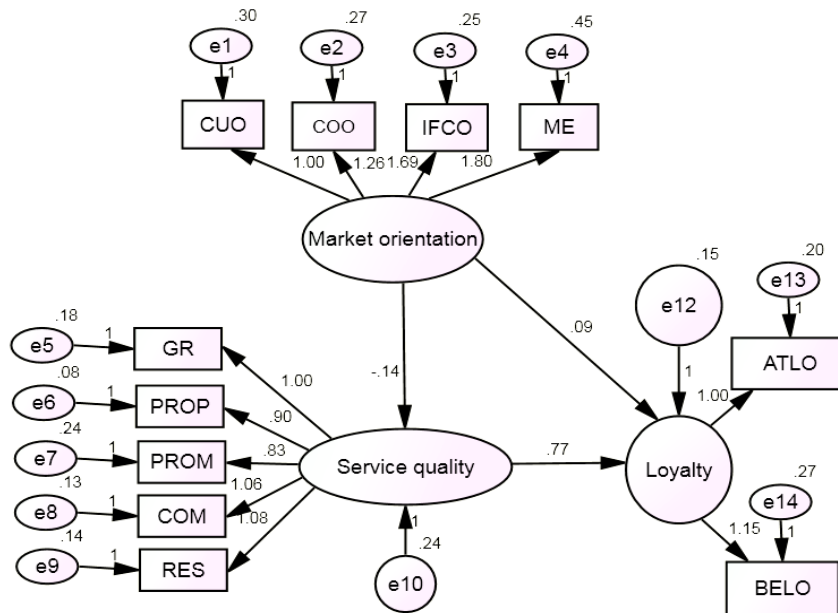 .30
.27
.25
.45
e1
e2
e3
e4
1
1
1
1
CUO
COO
IFCO
ME
1.00
1.26
1.69
1.80
Market orientation
.15
.20
e12
e13
1
.09
ATLO
1
1.00
-.14
.18
e5
1
GR
1.00
.08
e6
1
PROP
.90
.24
e7
1
PROM
.83
Service quality
.77
Loyalty
.13
e8
1
COM
1.06
.27
e14
1
1.15
BELO
.14
e9
1
RES
1.08
1
.24
e10